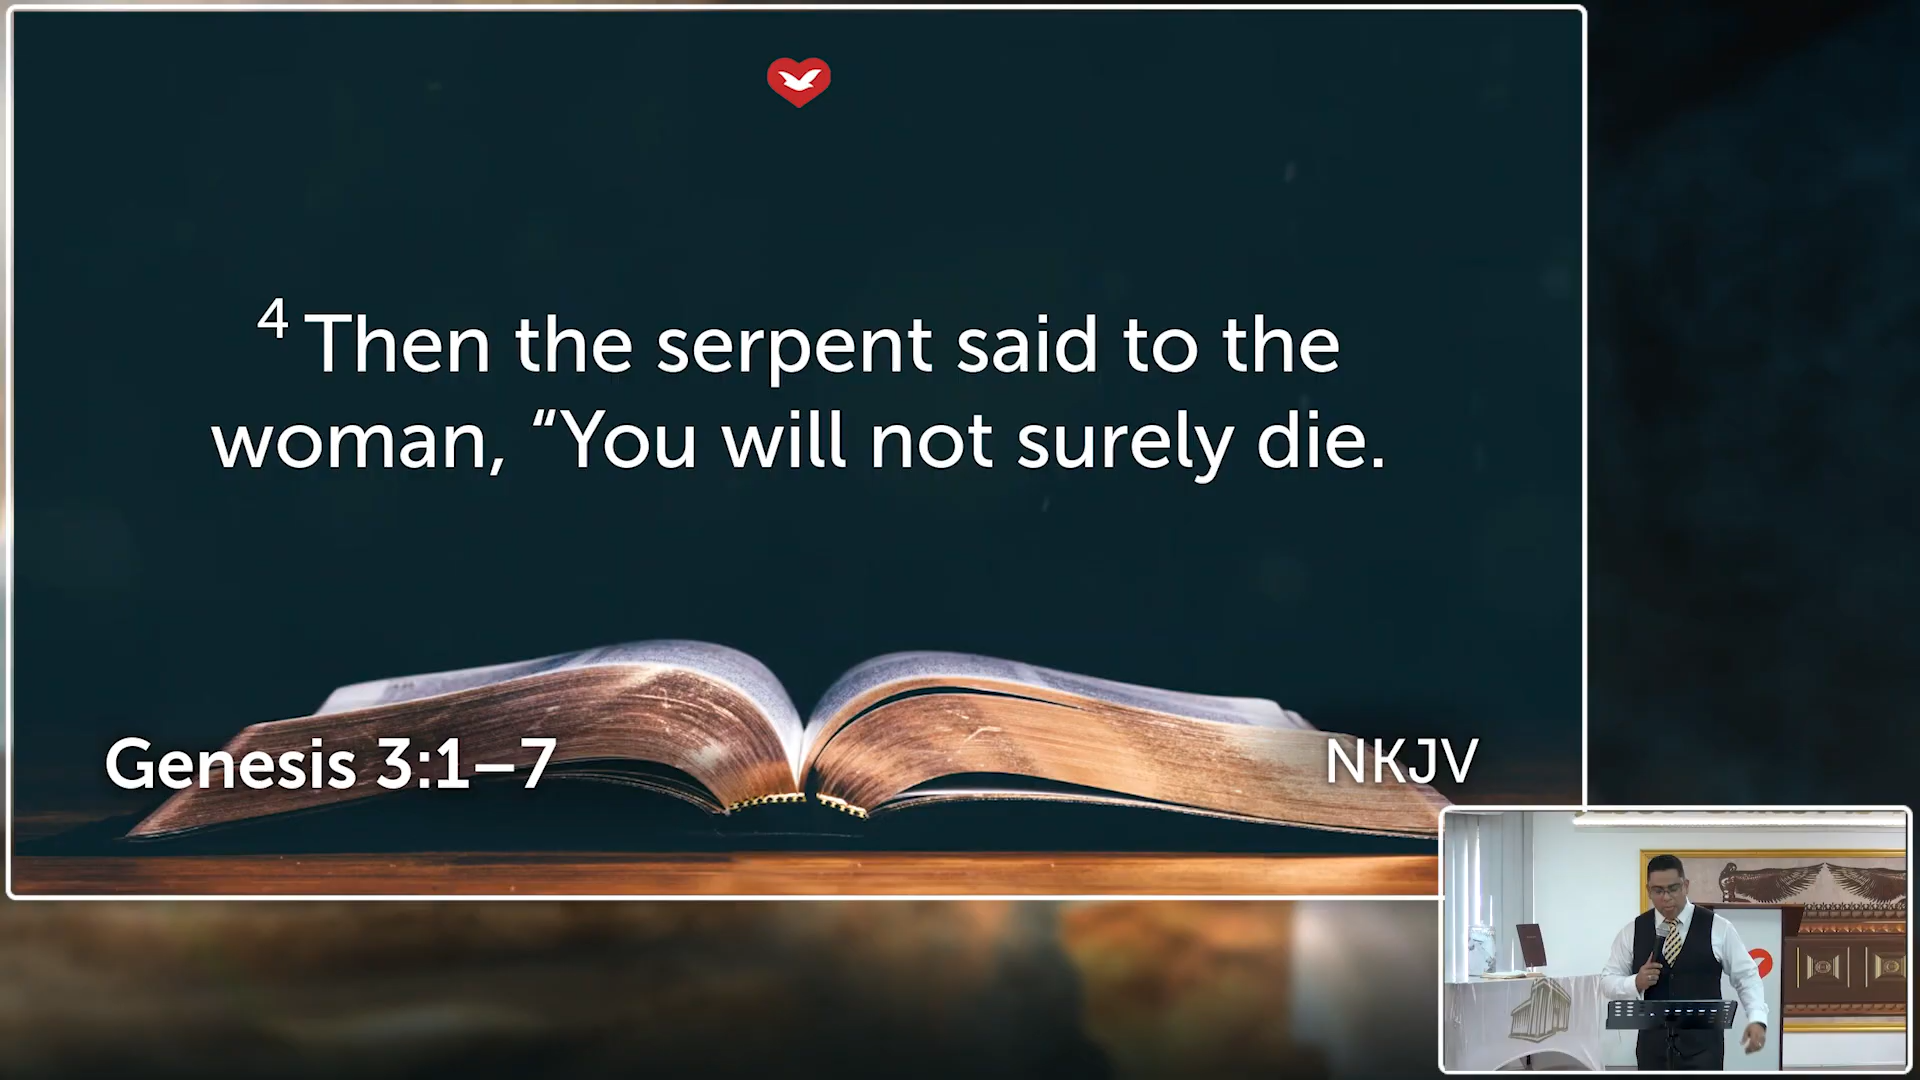 4 Then the serpent said to the
woman, “You will not surely die.
Genesis 3:1–7
NKJV